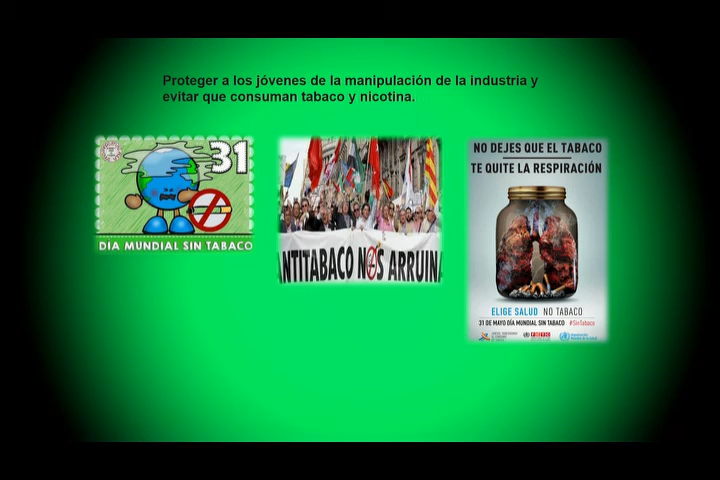 Proteger a los jóvenes de la manipulación de la industria y
evitar que consuman tabaco y nicotina.
31
DIA MUNDIAL SIN TABACO
ANTITABACO NOS ARRUINA
NO DEJES QUE EL TABACO
TE QUITE LA RESPIRACIÓN
ELIGE SALUD NO TABACO
31 DE MAYO DÍA MUNDIAL SIN TABACO #SinTabaco